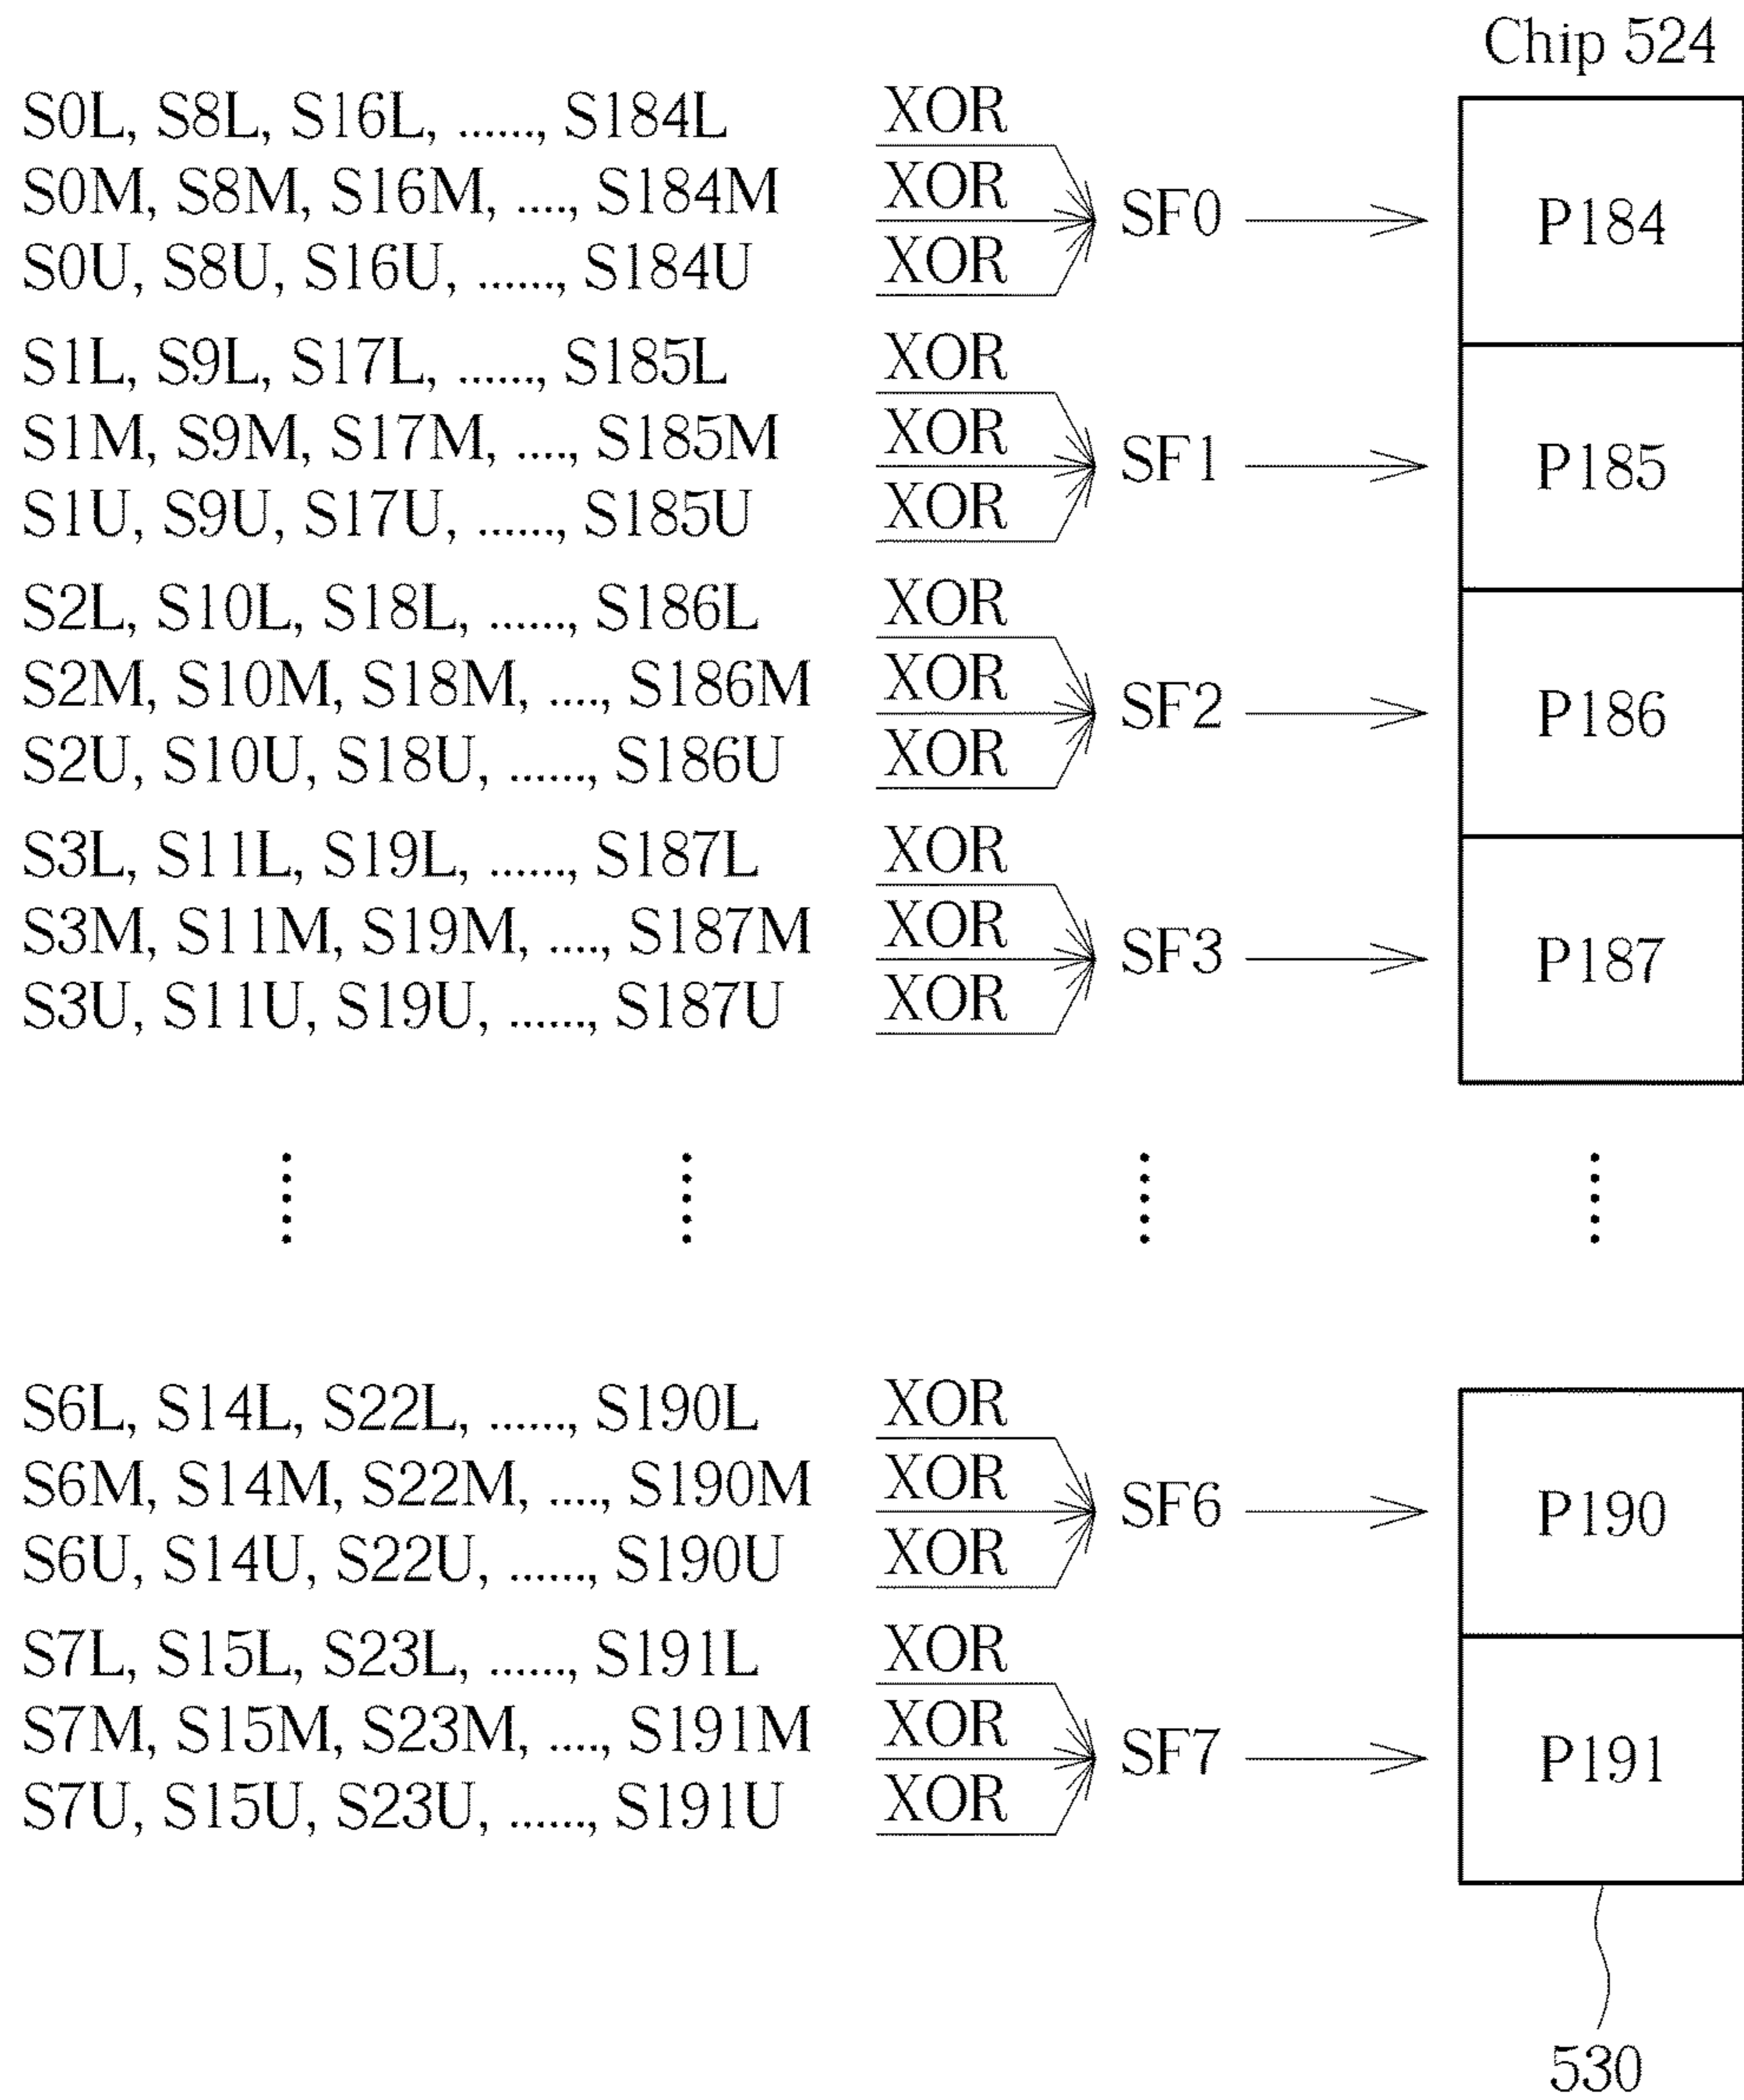 Chip 524
S0L, S8L, S16L, ......, S184L XOR
S0M, S8M, S16M, ...., S184M XOR SF0 P184
S0U, S8U, S16U, ......, S184U XOR
S1L, S9L, S17L, ......, S185L XOR
S1M, S9M, S17M, ...., S185M XOR SF1 P185
S1U, S9U, S17U, ......, S185U XOR
S2L, S10L, S18L, ......, S186L XOR
S2M, S10M, S18M, ...., S186M XOR SF2 P186
S2U, S10U, S18U, ......, S186U XOR
S3L, S11L, S19L, ......, S187L XOR
S3M, S11M, S19M, ...., S187M XOR SF3 P187
S3U, S11U, S19U, ......, S187U XOR
S6L, S14L, S22L, ......, S190L XOR
S6M, S14M, S22M, ...., S190M XOR SF6 P190
S6U, S14U, S22U, ......, S190U XOR
S7L, S15L, S23L, ......, S191L XOR
S7M, S15M, S23M, ...., S191M XOR SF7 P191
S7U, S15U, S23U, ......, S191U XOR
530